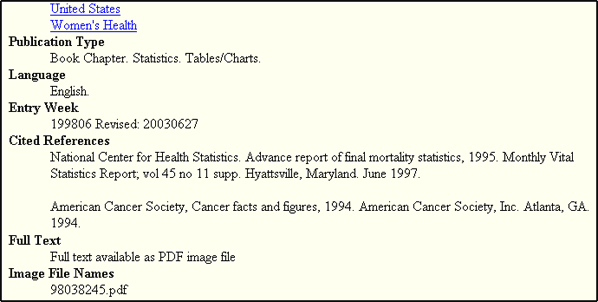 United States
Women's Health
Publication Type
Book Chapter. Statistics. Tables/Charts.
Language
English.
Entry Week
199806 Revised: 20030627
Cited References
National Center for Health Statistics. Advance report of final mortality statistics, 1995. Monthly Vital
Statistics Report; vol 45 no 11 supp. Hyattsville, Maryland. June 1997.
American Cancer Society, Cancer facts and figures, 1994. American Cancer Society, Inc. Atlanta, GA.
1994.
Full Text
Full text available as PDF image file
Image File Names
98038245.pdf